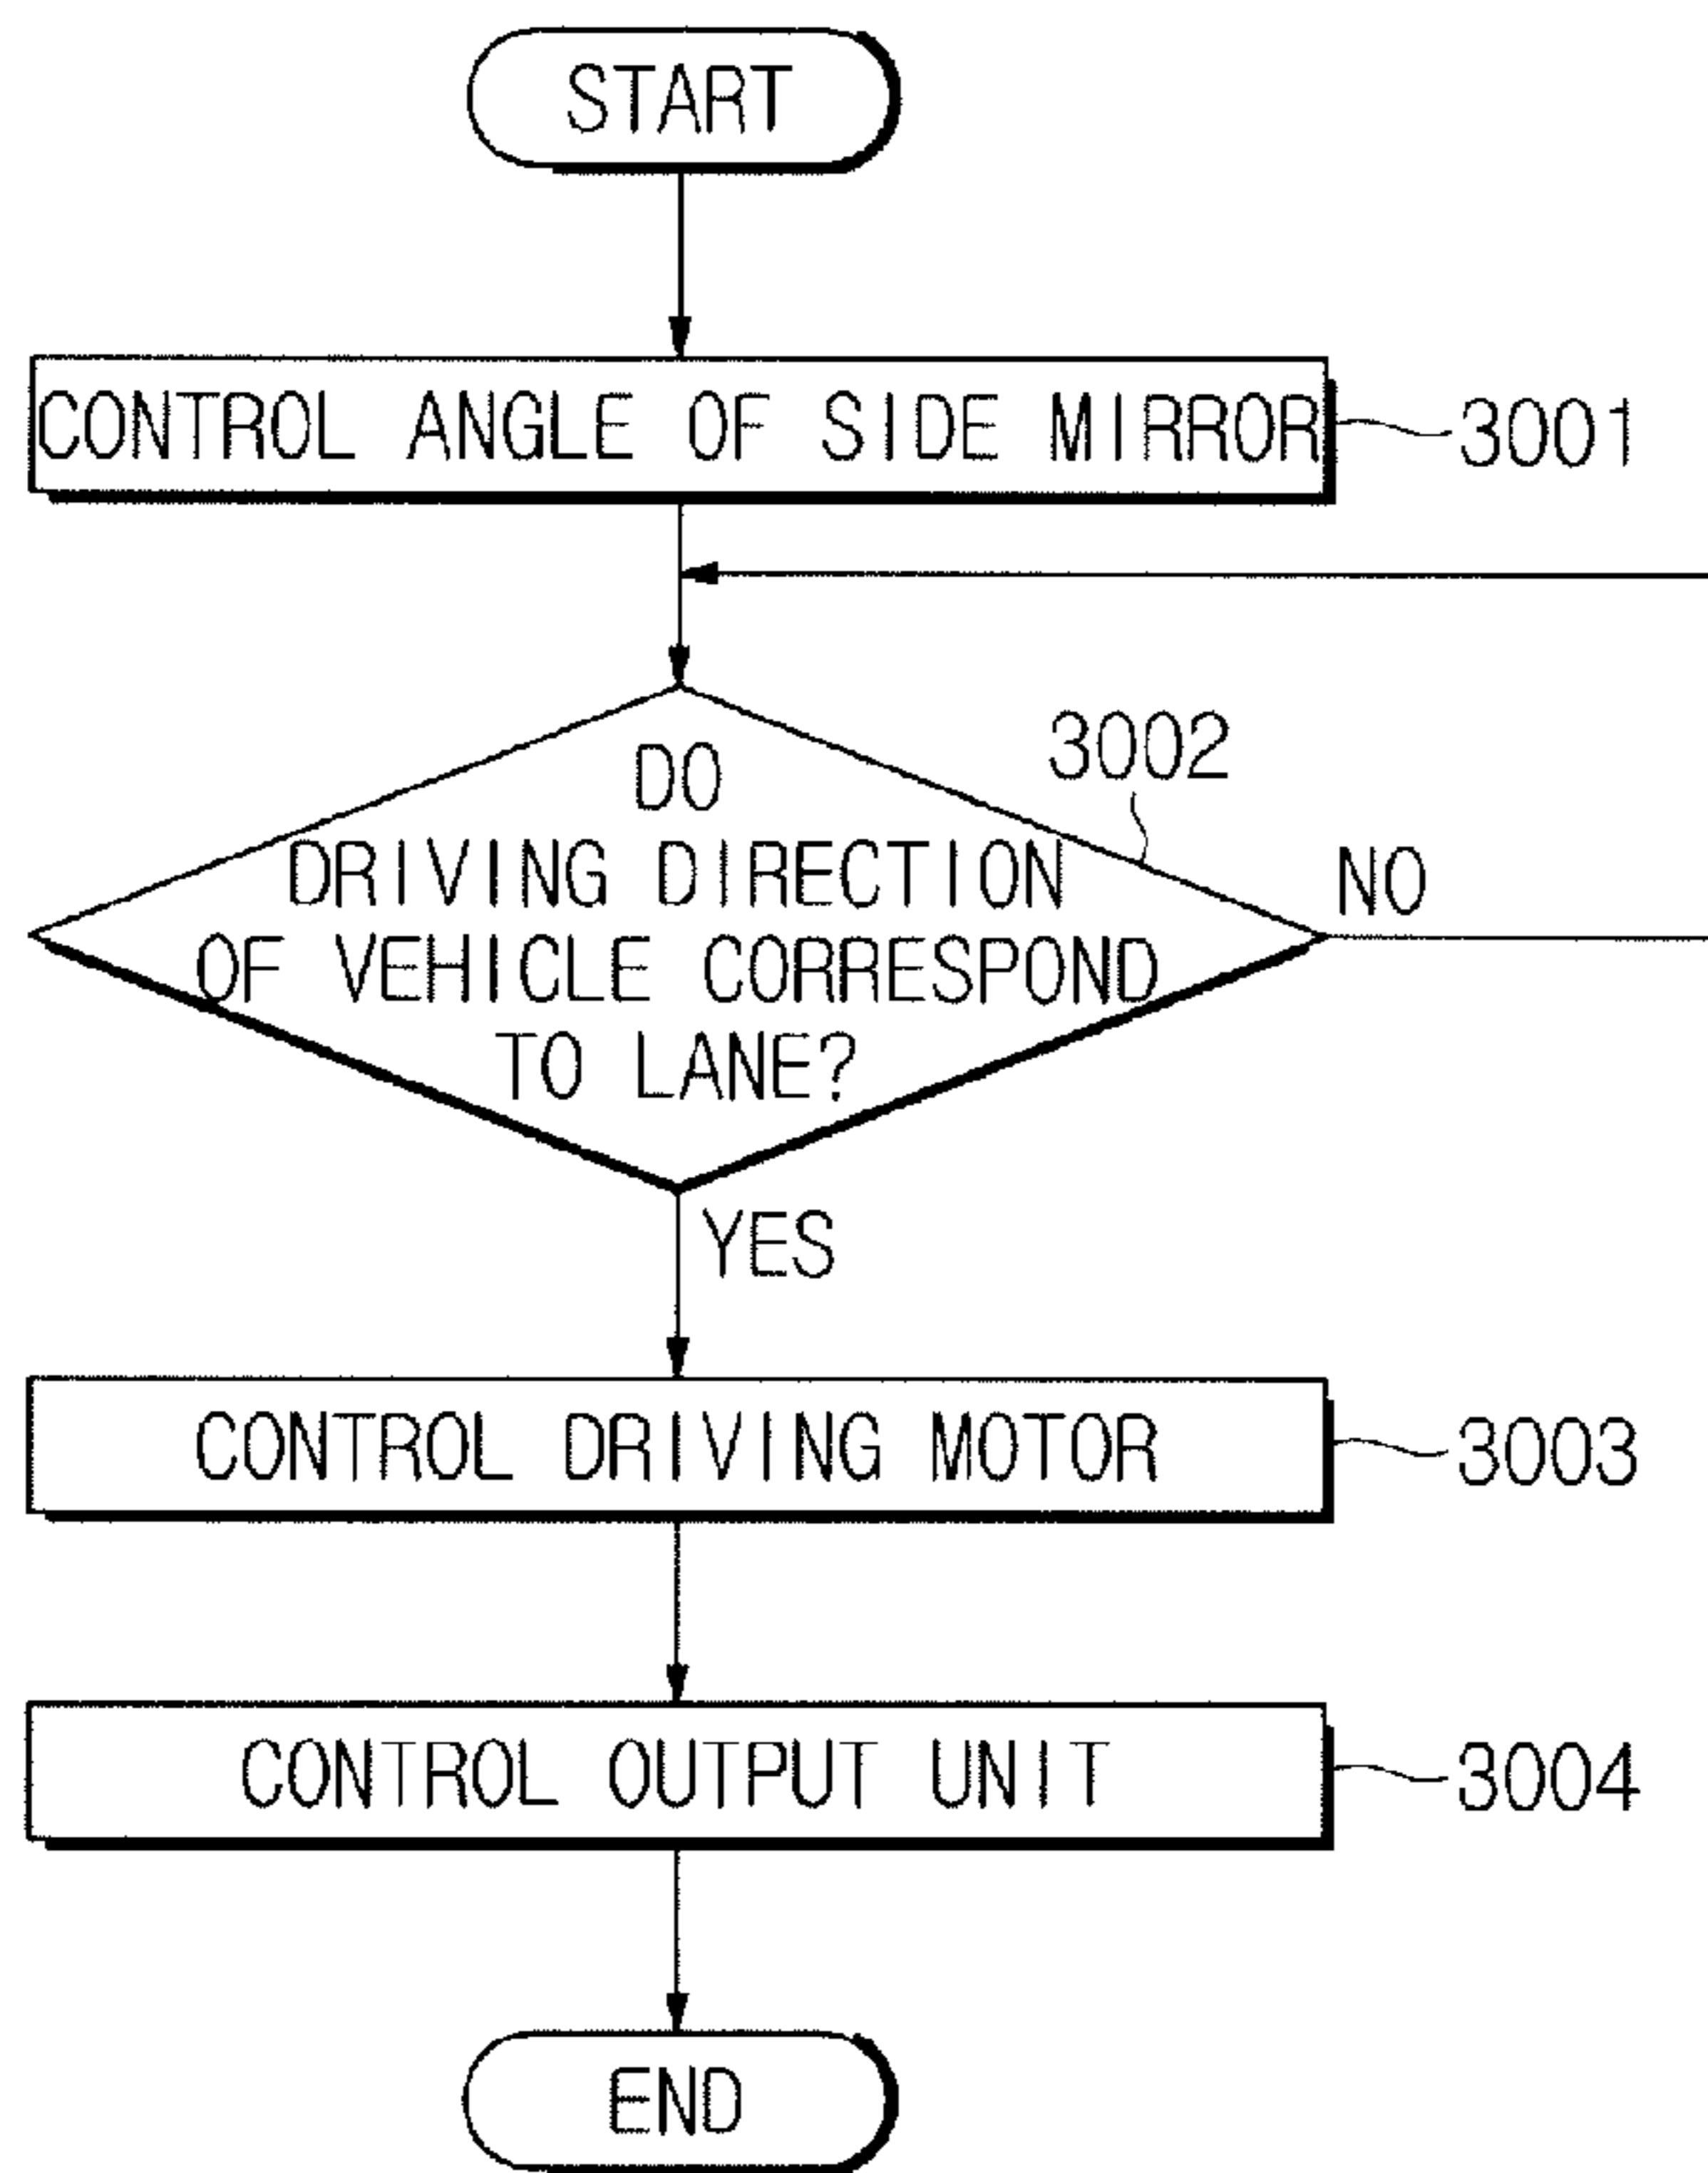 START
CONTROL ANGLE OF SIDE MIRROR
3001
3002
DO
DRIVING DIRECTION
OF VEHICLE CORRESPOND
TO LANE?
NO
YES
CONTROL DRIVING MOTOR
3003
CONTROL OUTPUT UNIT
3004
END